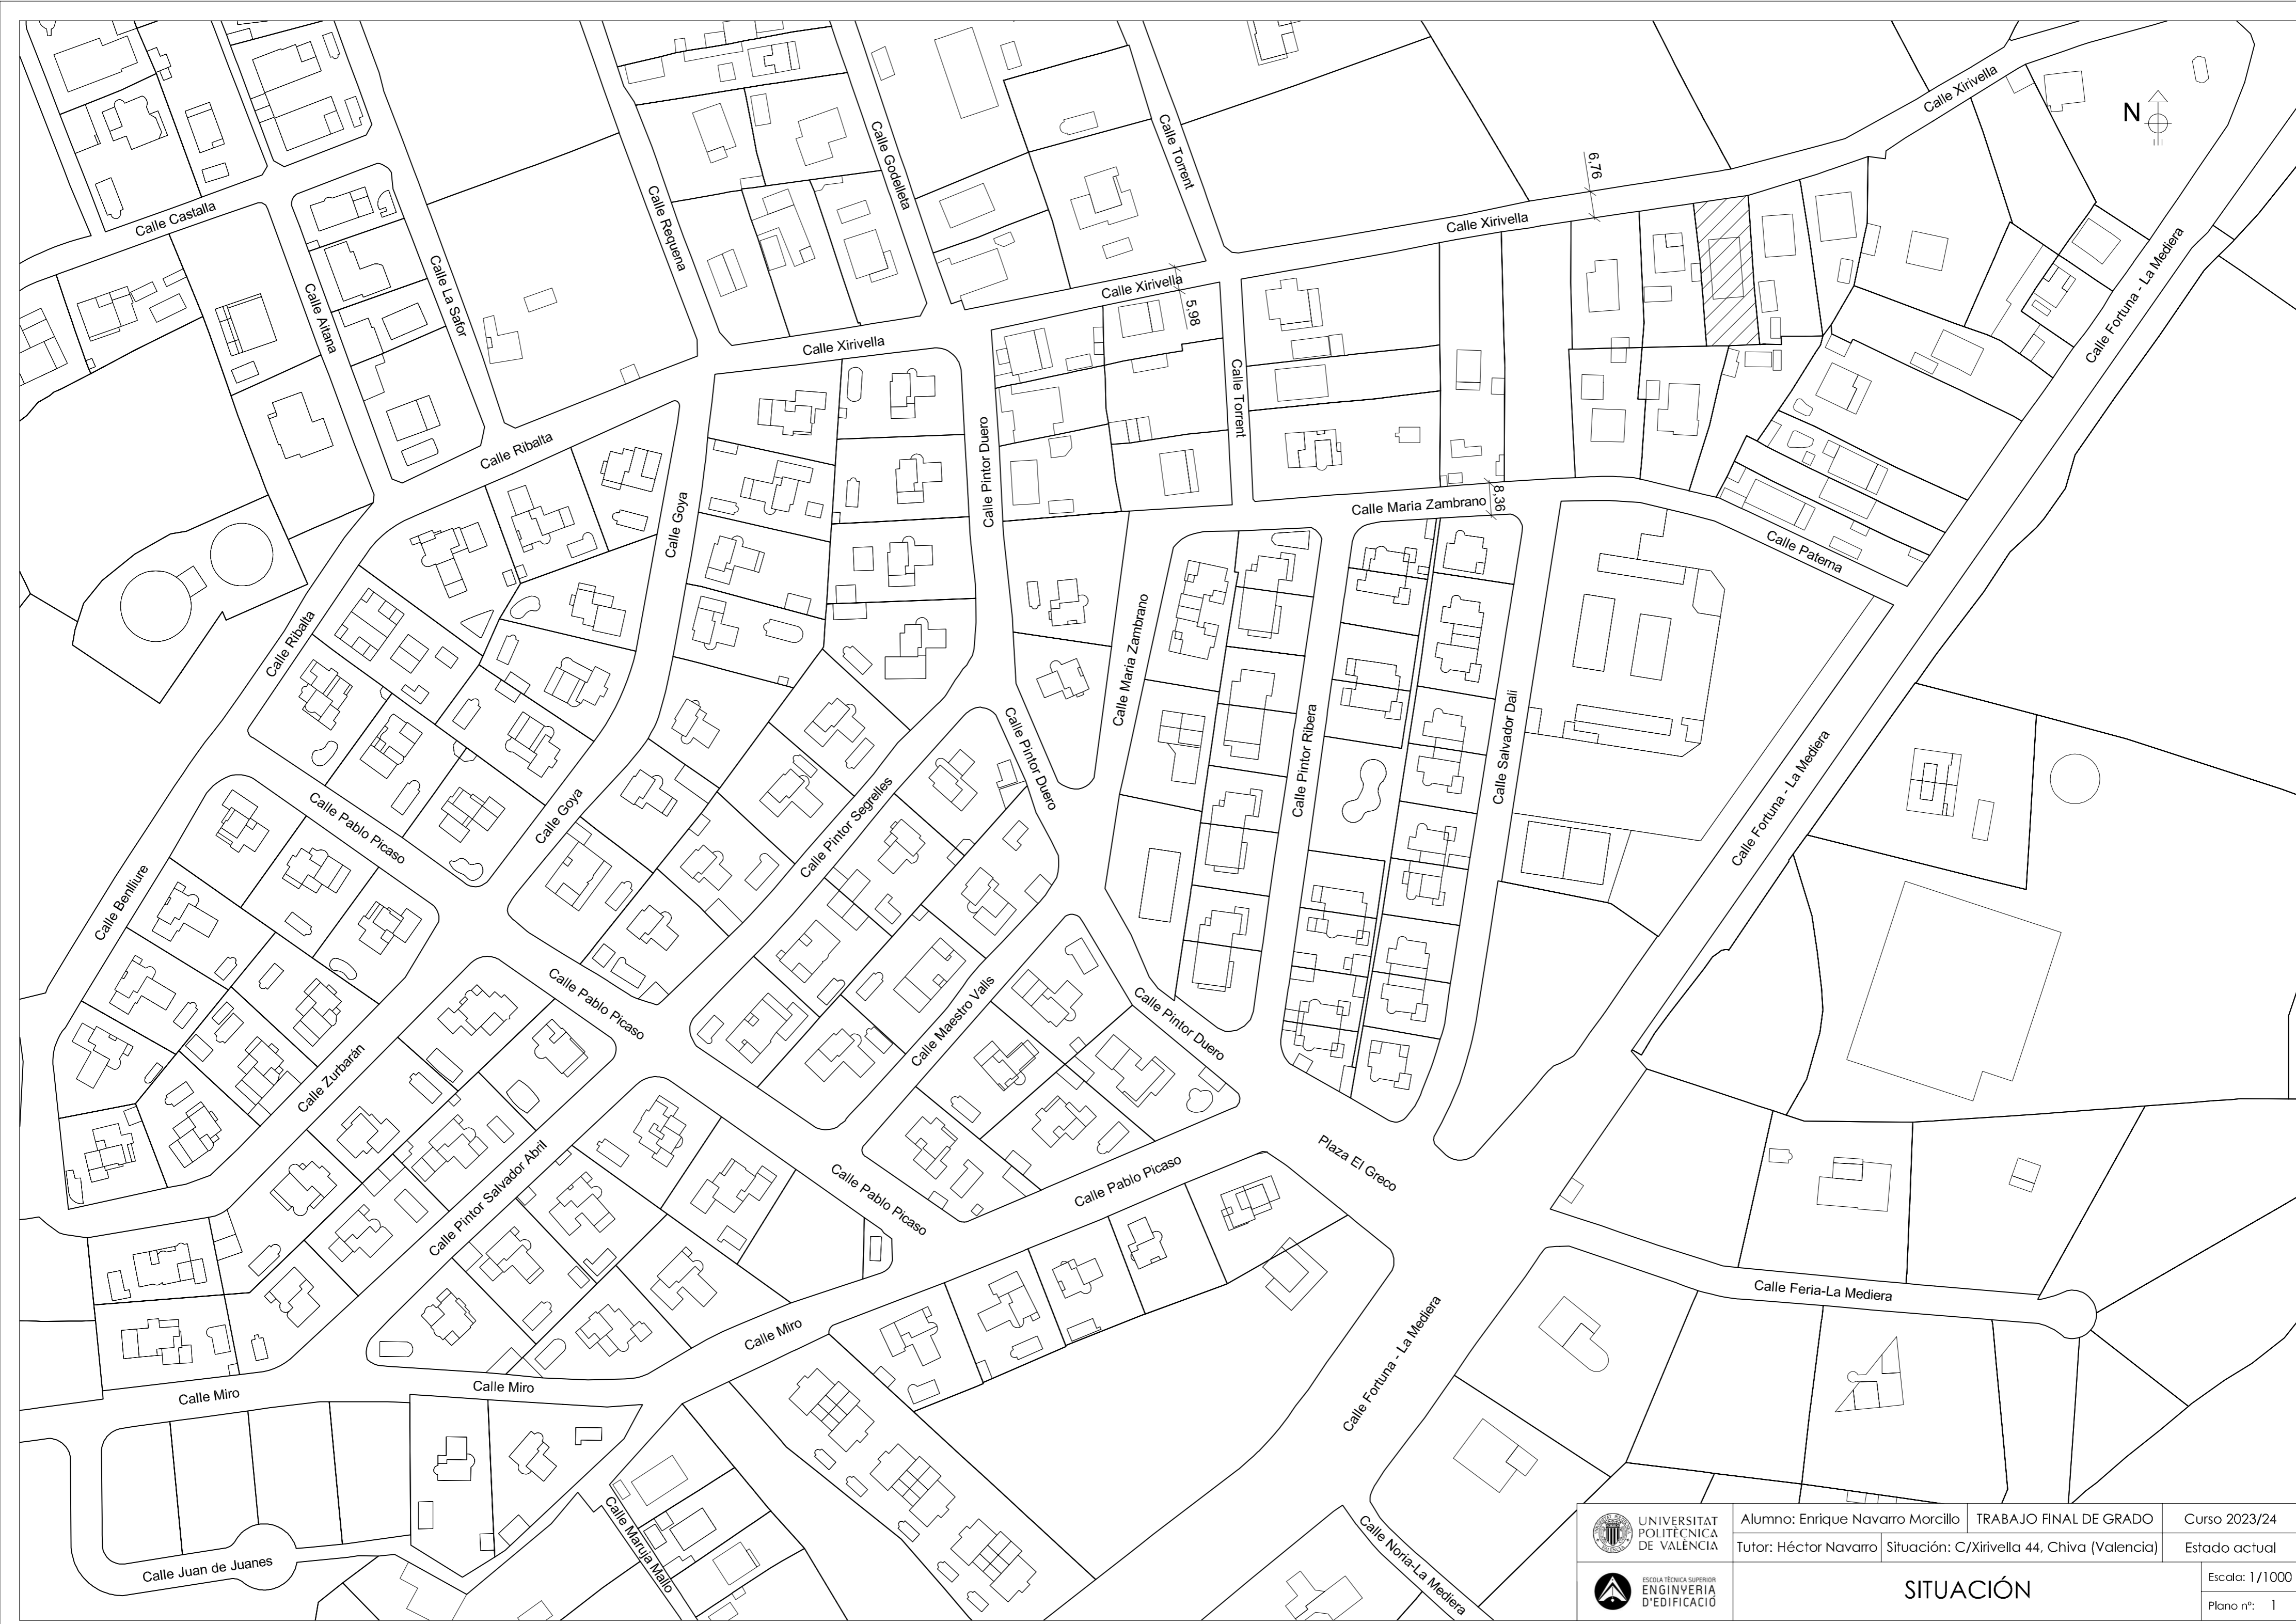 Calle Xirivella
N
6,76
Calle Torrent
Calle Godelleta
Calle Requena
Calle Castalla
Calle Xirivella
Calle La Safor
Calle Aitana
Calle Xirivella
5,98
Calle Fortuna - La Mediera
Calle Xirivella
Calle Torrent
Calle Ribalta
Calle Pintor Duero
Calle Goya
Calle Maria Zambrano
8,36
Calle Paterna
Calle Ribalta
Calle Maria Zambrano
Calle Pintor Ribera
Calle Salvador Dali
Calle Pintor Duero
Calle Fortuna - La Mediera
Calle Pablo Picaso
Calle Goya
Calle Pintor Segrelles
Calle Benlliure
Calle Pablo Picaso
Calle Maestro Valls
Calle Pintor Duero
Calle Zurbarán
Calle Pintor Salvador Abril
Calle Pablo Picaso
Calle Pablo Picaso
Plaza El Greco
Calle Feria-La Mediera
Calle Miro
Calle Fortuna - La Mediera
Calle Miro
Calle Miro
Calle Maruja Mallo
Calle Juan de Juanes
Calle Noria-La Mediera
UNIVERSITAT
POLITÈCNICA
DE VALÈNCIA
Alumno: Enrique Navarro Morcillo
TRABAJO FINAL DE GRADO
Curso 2023/24
Tutor: Héctor Navarro
Situación: C/Xirivella 44, Chiva (Valencia)
Estado actual
ESCOLA TÈCNICA SUPERIOR
ENGINYERIA
D'EDIFICACIÓ
SITUACIÓN
Escala: 1/1000
Plano nº: 1